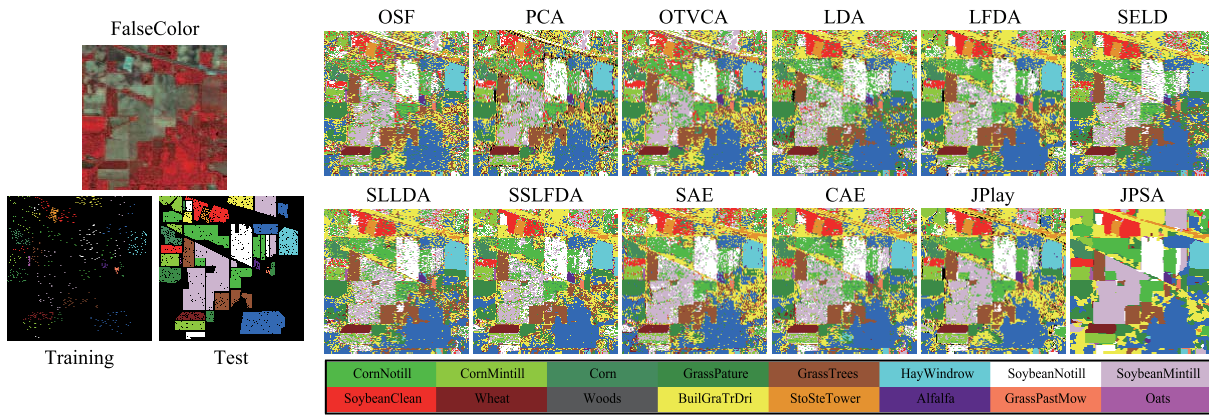 FalseColor
Training Test
OSF PCA OTVCA LDA LFDA SELD
SLLDA SSLFDA SAE CAE JPlay JPSA
CornNotill CornMintill Corn GrassPature GrassTrees HayWindrow SoybeanNotill SoybeanMintill
SoybeanClean Wheat Woods BuilGraTrDri StoSteTower Alfalfa GrassPastMow Oats